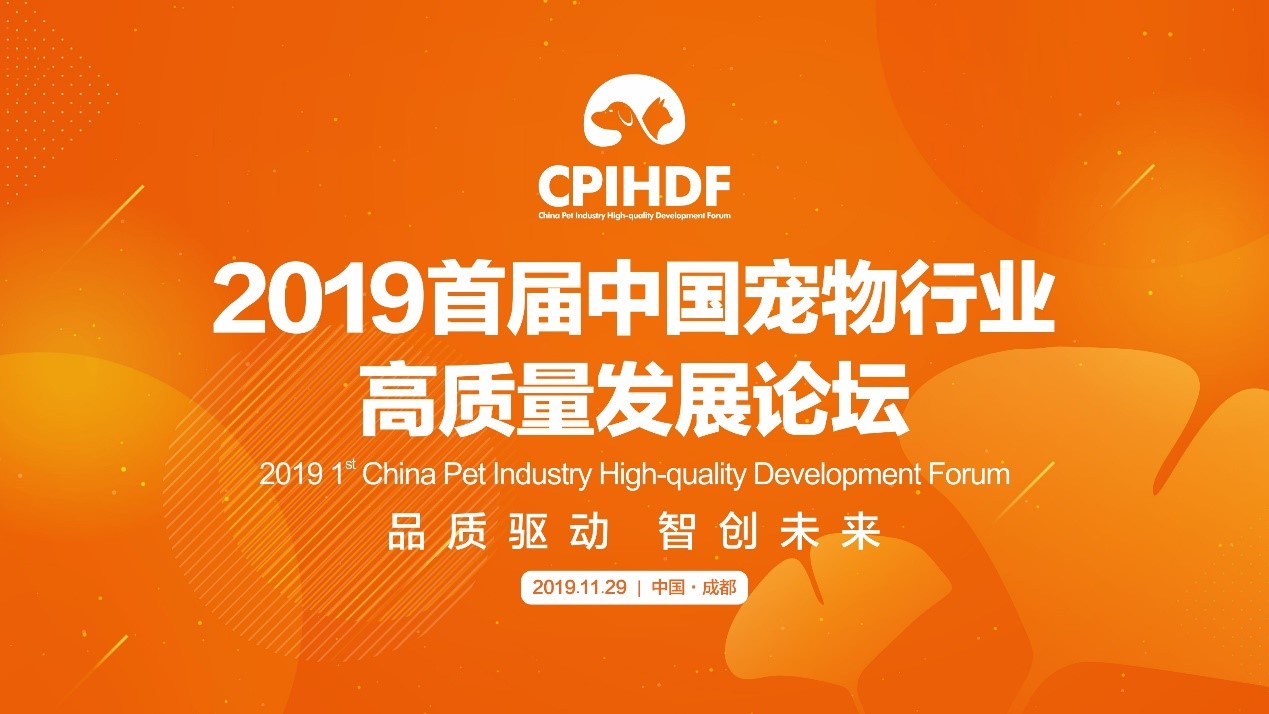 CPIHDF
China Pet Industry High-quality Development Forum
2019首届中国宠物行业
高质量发展论坛
2019 1st China Pet Industry High-quality Development Forum
品质驱动 智创未来
2019.11.29 | 中国·成都